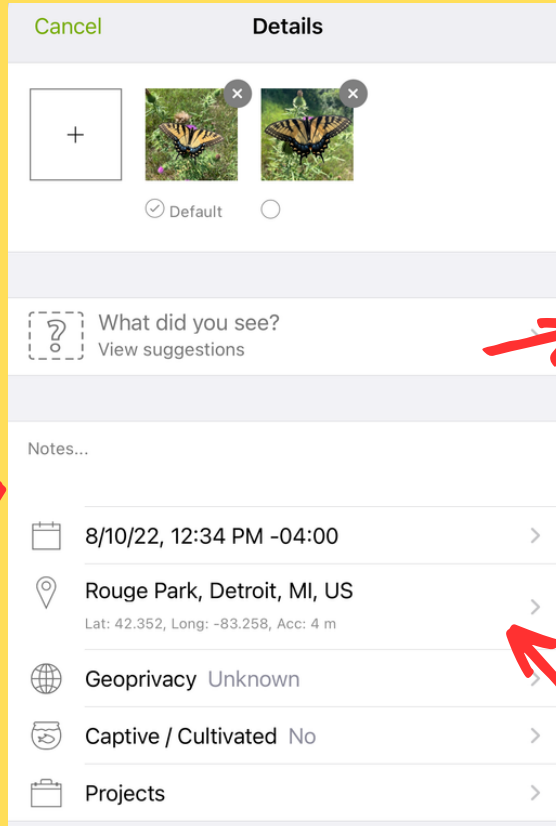 Cancel Details
Default
What did you see?
View suggestions
Notes...
8/10/22, 12:34 PM -04:00
Rouge Park, Detroit, MI, US
Lat: 42.352, Long: -83.258, Acc: 4 m
Geoprivacy Unknown
Captive / Cultivated No
Projects